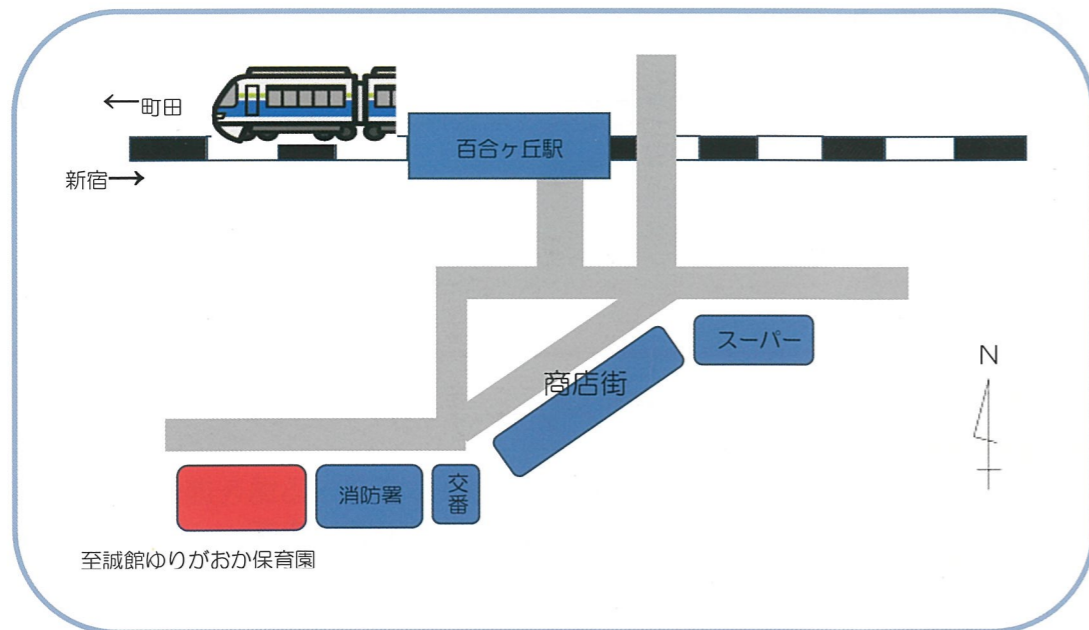 ←町田
百合ヶ丘駅
新宿→
スーパー
商店街
N
消防署
交番
至誠館ゆりがおか保育園